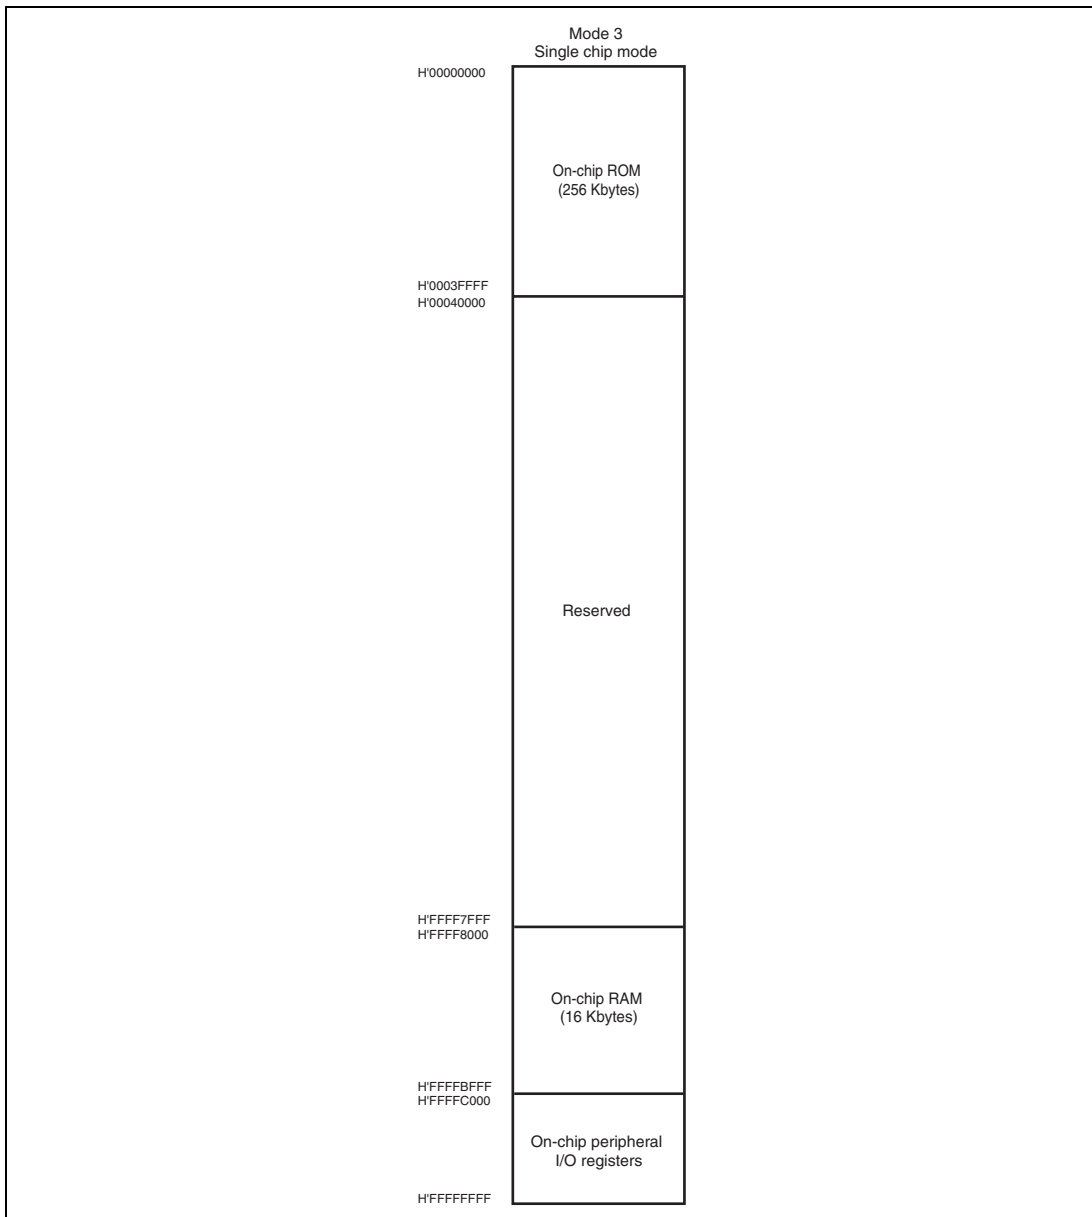 Mode 3
Single chip mode
H'00000000
On-chip ROM
(256 Kbytes)
H'0003FFFF
H'00040000
Reserved
H'FFFF7FFF
H'FFFF8000
On-chip RAM
(16 Kbytes)
H'FFFFBFFF
H'FFFFC000
On-chip peripheral
I/O registers
H'FFFFFFFF